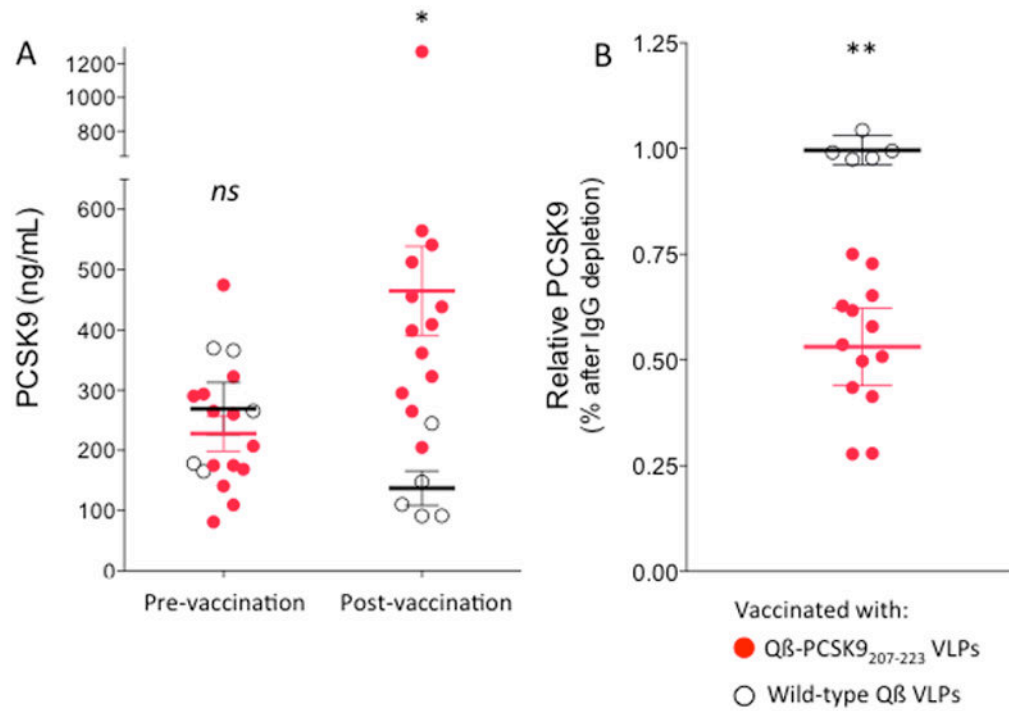 A
PCSK9 (ng/mL)
1200
1000
800
600
500
400
300
200
100
0
ns
*
Pre-vaccination
Post-vaccination
B
Relative PCSK9
(% after IgG depletion)
1.25
1.00
0.75
0.50
0.25
0.00
**
Vaccinated with:
Qß-PCSK9207-223 VLPs
Wild-type Qß VLPs